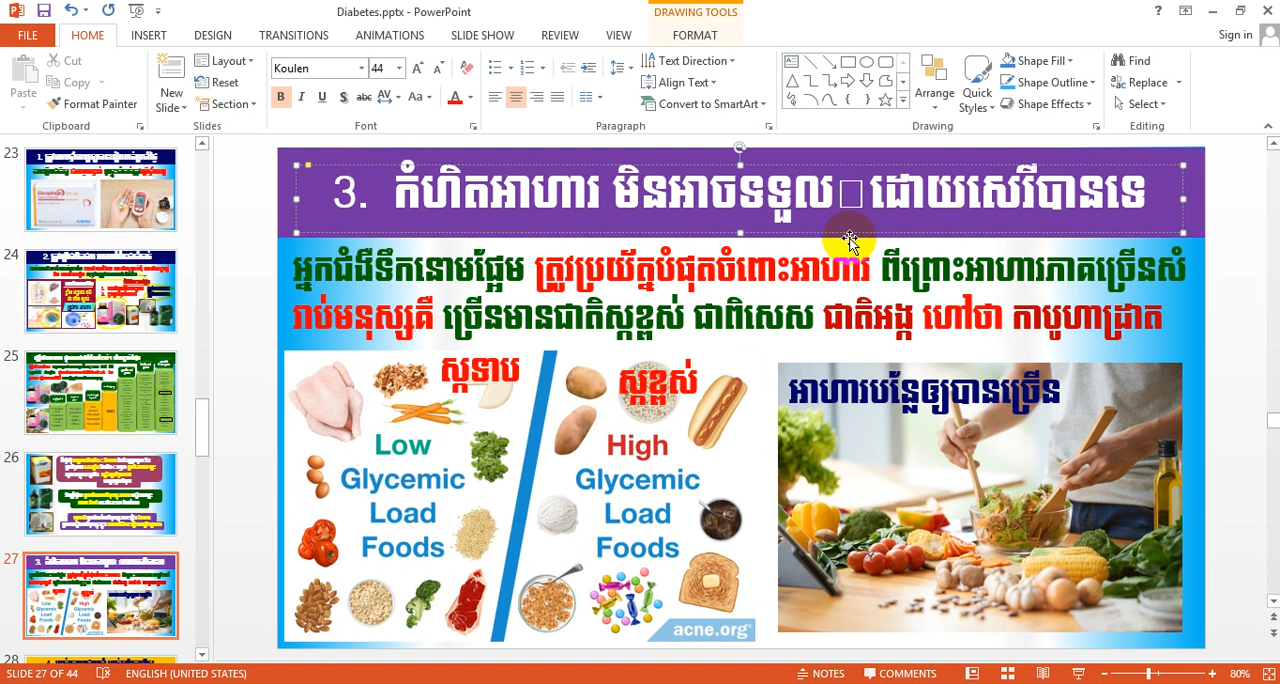 Diabetes.pptx - PowerPoint
DRAWING TOOLS
Sign in
FILE HOME INSERT DESIGN TRANSITIONS ANIMATIONS SLIDE SHOW REVIEW VIEW FORMAT
Paste
Cut
Copy
Format Painter
Clipboard
New Slide
Layout
Reset
Section
Slides
Koulen 44
Font
Text Direction
Align Text
Convert to SmartArt
Paragraph
Arrange
Quick Styles
Shape Fill
Shape Outline
Shape Effects
Drawing
Find
Replace
Select
Editing
23
24
25
26
27
28
3. កំហិតអាហារ មិនអាចទទួល ដោយសេរីបានទេ
អ្នកជំងឺទឹកនោមផ្អែម ត្រូវប្រយ័ត្នបំផុតចំពោះអាហារ ពីព្រោះអាហារភាគច្រើនសំ
រាប់មនុស្សគឺ ច្រើនមានជាតិស្ករខ្ពស់ ជាពិសេស ជាតិអង្ក ហៅថា កាបូហាដ្រាត
ស្កទាប
ស្កខ្ពស់
អាហារបន្លែឲ្យបានច្រើន
Low
Glycemic
Load
Foods
High
Glycemic
Load
Foods
acne.org
SLIDE 27 OF 44
ENGLISH (UNITED STATES)
NOTES
COMMENTS
80%